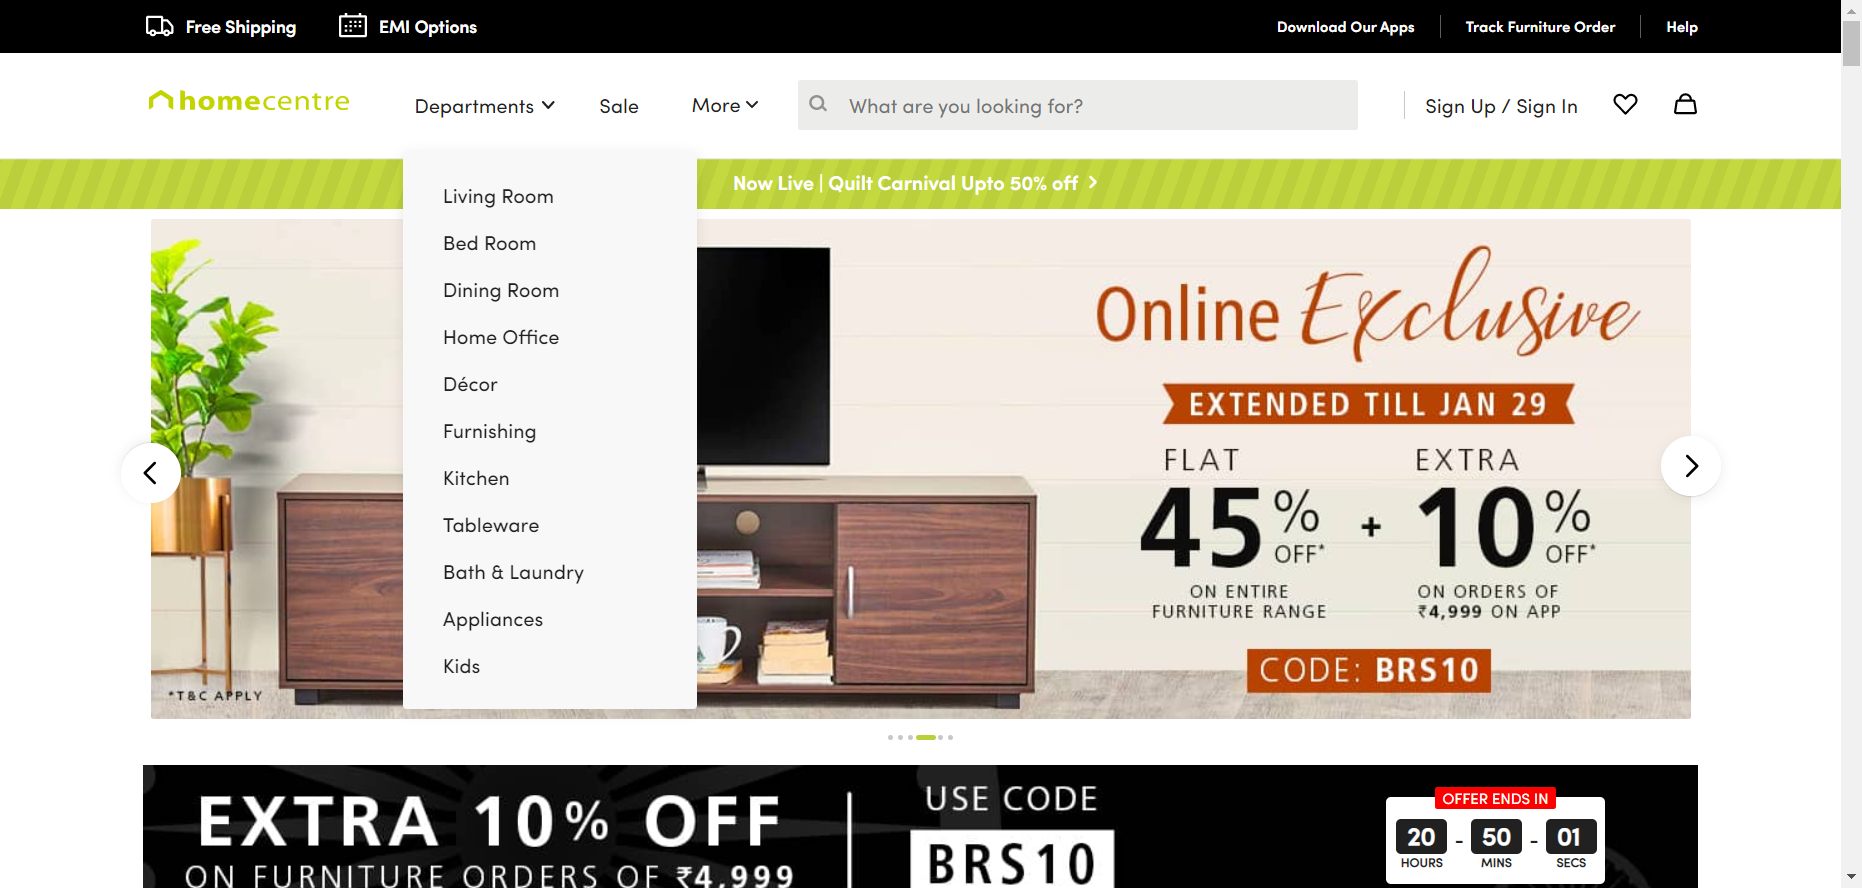 Free Shipping
EMI Options
Download Our Apps
Track Furniture Order
Help
homecentre
Departments
Sale
More
What are you looking for?
Sign Up / Sign In
Now Live | Quilt Carnival Upto 50% off
Living Room
Bed Room
Dining Room
Home Office
Décor
Furnishing
Kitchen
Tableware
Bath & Laundry
Appliances
Kids
Online Exclusive
EXTENDED TILL JAN 29
FLAT
45% OFF*
ON ENTIRE
FURNITURE RANGE
+
EXTRA
10% OFF*
ON ORDERS OF
₹4,999 ON APP
CODE: BRS10
*T&C APPLY
EXTRA 10% OFF
ON FURNITURE ORDERS OF ₹4,999
USE CODE
BRS10
OFFER ENDS IN
20 - 50 - 01
HOURS MINS SECS